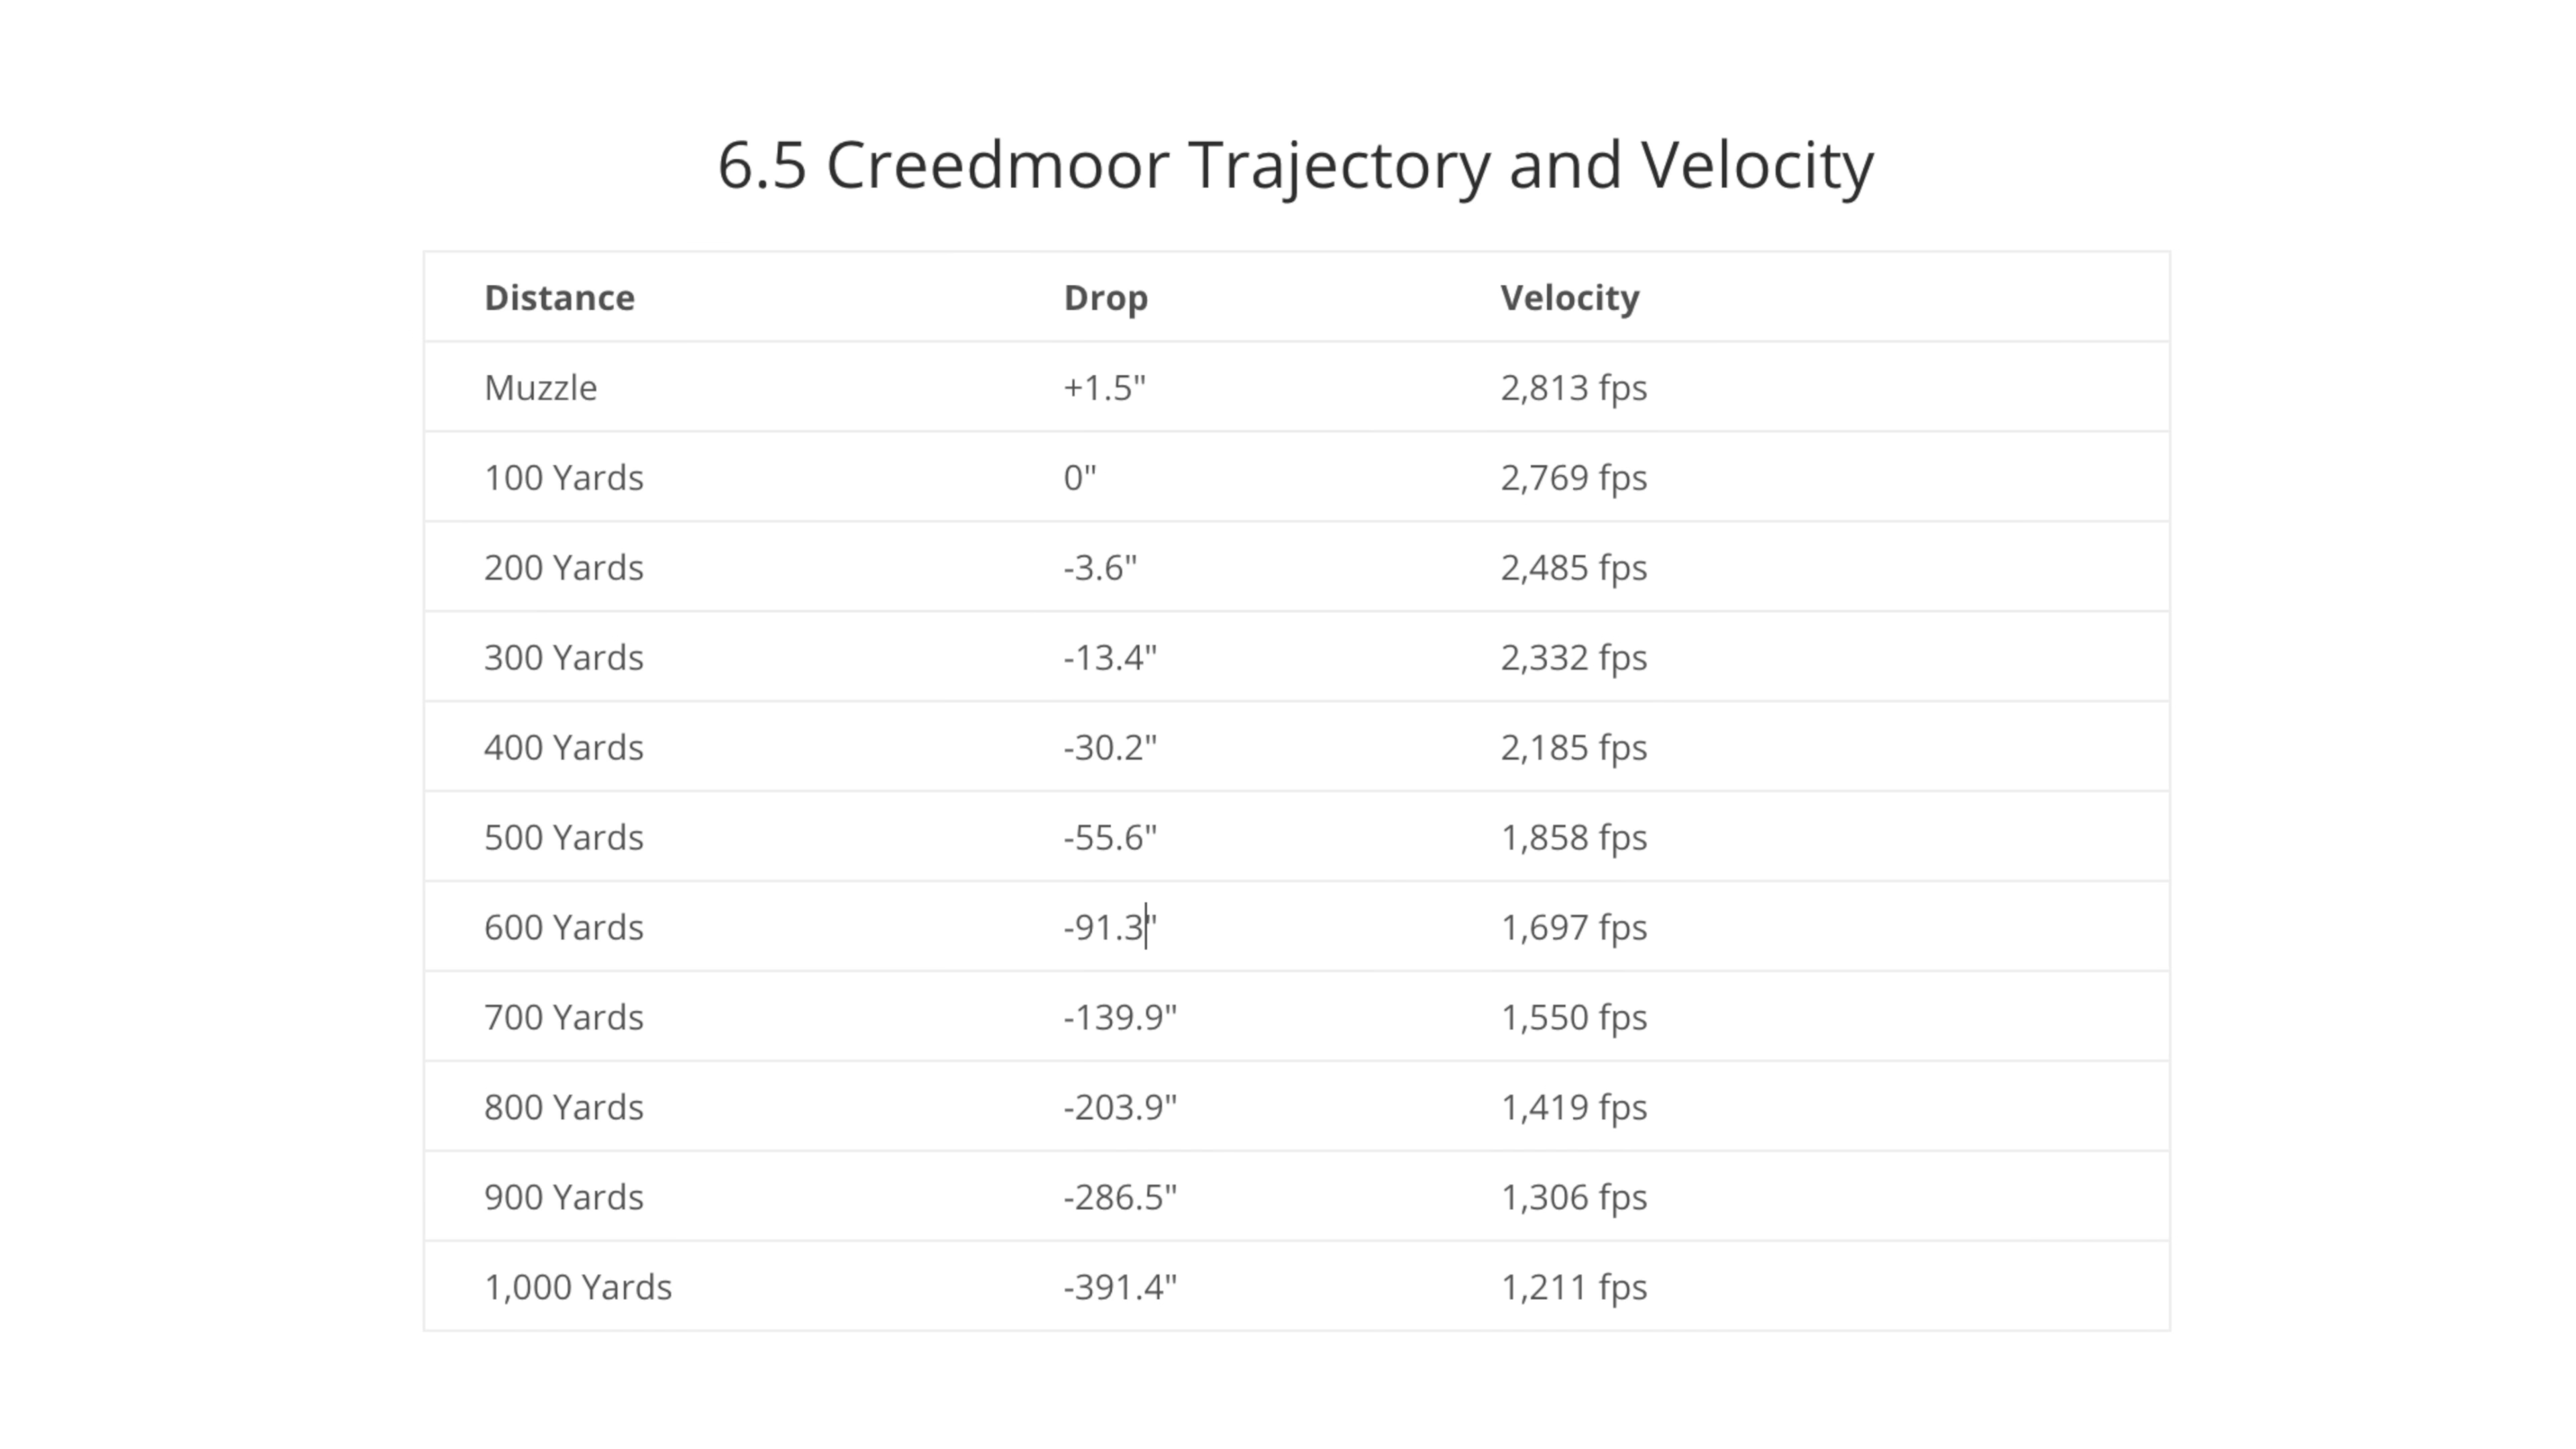 6.5 Creedmoor Trajectory and Velocity
Distance Drop Velocity
Muzzle +1.5" 2,813 fps
100 Yards 0" 2,769 fps
200 Yards -3.6" 2,485 fps
300 Yards -13.4" 2,332 fps
400 Yards -30.2" 2,185 fps
500 Yards -55.6" 1,858 fps
600 Yards -91.3" 1,697 fps
700 Yards -139.9" 1,550 fps
800 Yards -203.9" 1,419 fps
900 Yards -286.5" 1,306 fps
1,000 Yards -391.4" 1,211 fps